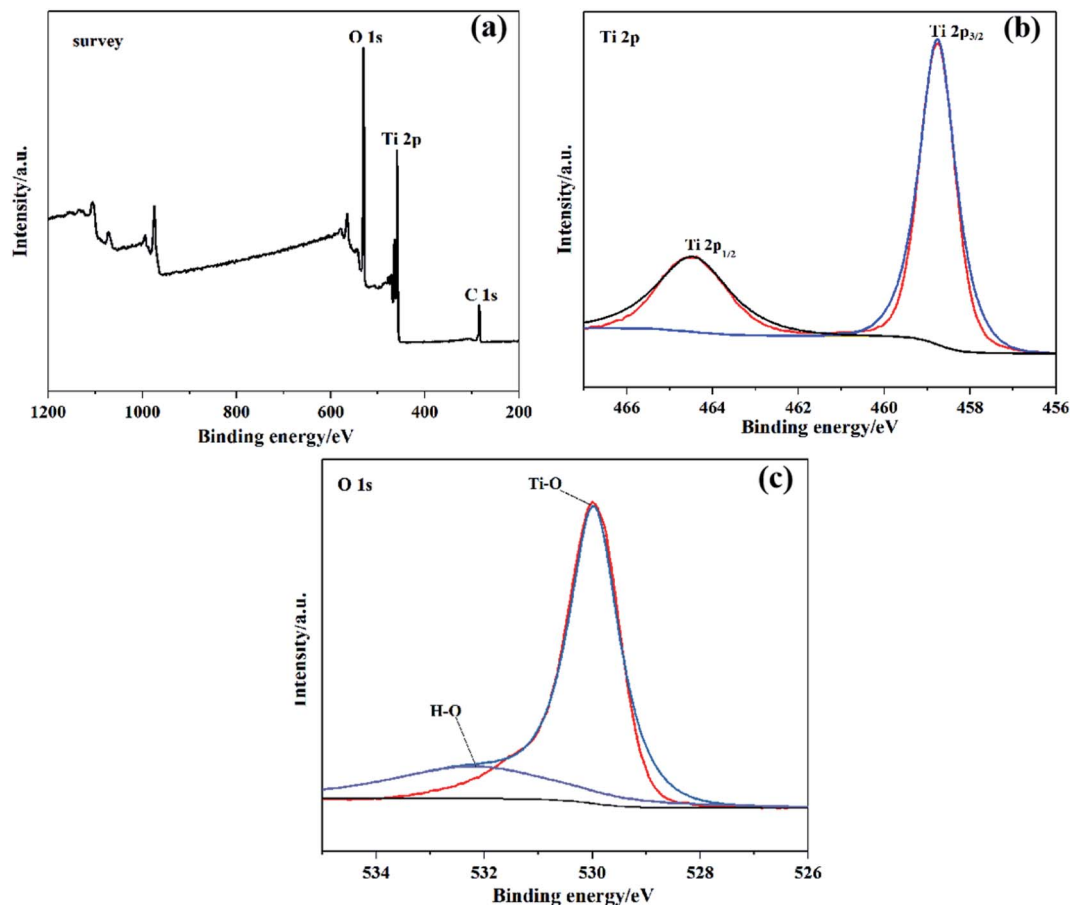 (a)
survey
O 1s
Ti 2p
C 1s
Intensity/a.u.
1200 1000 800 600 400 200
Binding energy/eV
(b)
Ti 2p
Ti 2p3/2
Ti 2p1/2
Intensity/a.u.
466 464 462 460 458 456
Binding energy/eV
(c)
O 1s
Ti-O
H-O
Intensity/a.u.
534 532 530 528 526
Binding energy/eV